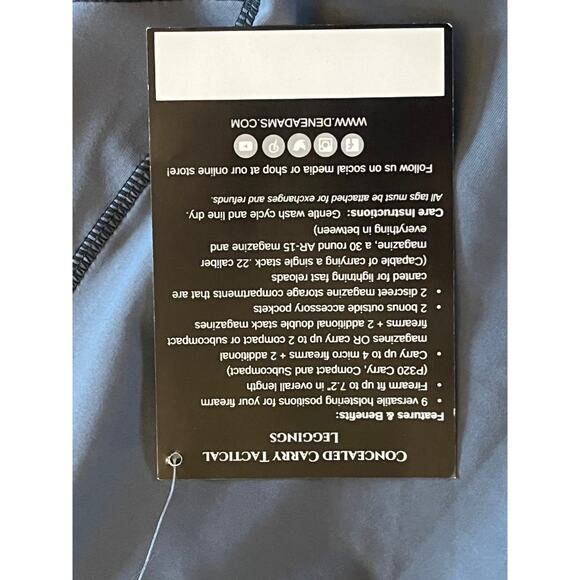 CONCEALED CARRY TACTICAL
LEGGINGS
Features & Benefits:
• 9 versatile holstering positions for your firearm
• Firearm fit up to 7.2" in overall length
(P320 Carry, Compact and Subcompact)
• Carry up to 4 micro firearms + 2 additional
magazines OR carry up to 2 compact or subcompact
firearms + 2 additional double stack magazines
• 2 bonus outside accessory pockets
• 2 discreet magazine storage compartments that are
canted for lightning fast reloads
(Capable of carrying a single stack .22 caliber
magazine, a 30 round AR-15 magazine and
everything in between)
Care Instructions: Gentle wash cycle and line dry.
All tags must be attached for exchanges and refunds.
Follow us on social media or shop at our online store!
WWW.DENEADAMS.COM